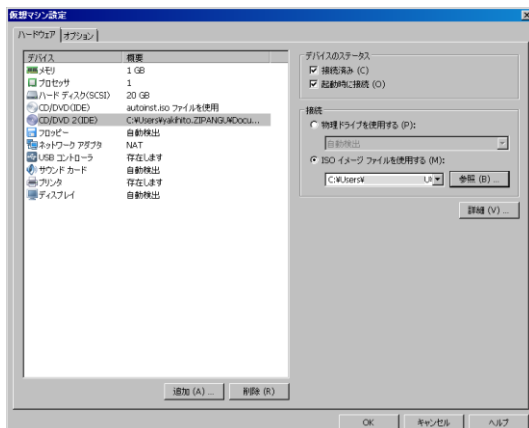 仮想マシン設定
ハードウェア オプション
デバイス 概要
メモリ 1 GB
プロセッサ 1
ハード ディスク(SCSI) 20 GB
CD/DVD (IDE) autoinst.iso ファイルを使用
CD/DVD 2(IDE) C:¥Users¥yakihito.ZIPANGU¥Docu...
フロッピー 自動検出
ネットワーク アダプタ NAT
USB コントローラ 存在します
サウンド カード 自動検出
プリンタ 存在します
ディスプレイ 自動検出
追加 (A) ... 削除 (R)
デバイスのステータス
接続済み (C)
起動時に接続 (O)
接続
物理ドライブを使用する (P):
自動検出
ISO イメージ ファイルを使用する (M):
C:¥Users¥ 参照 (B) ...
詳細 (V) ...
OK キャンセル ヘルプ